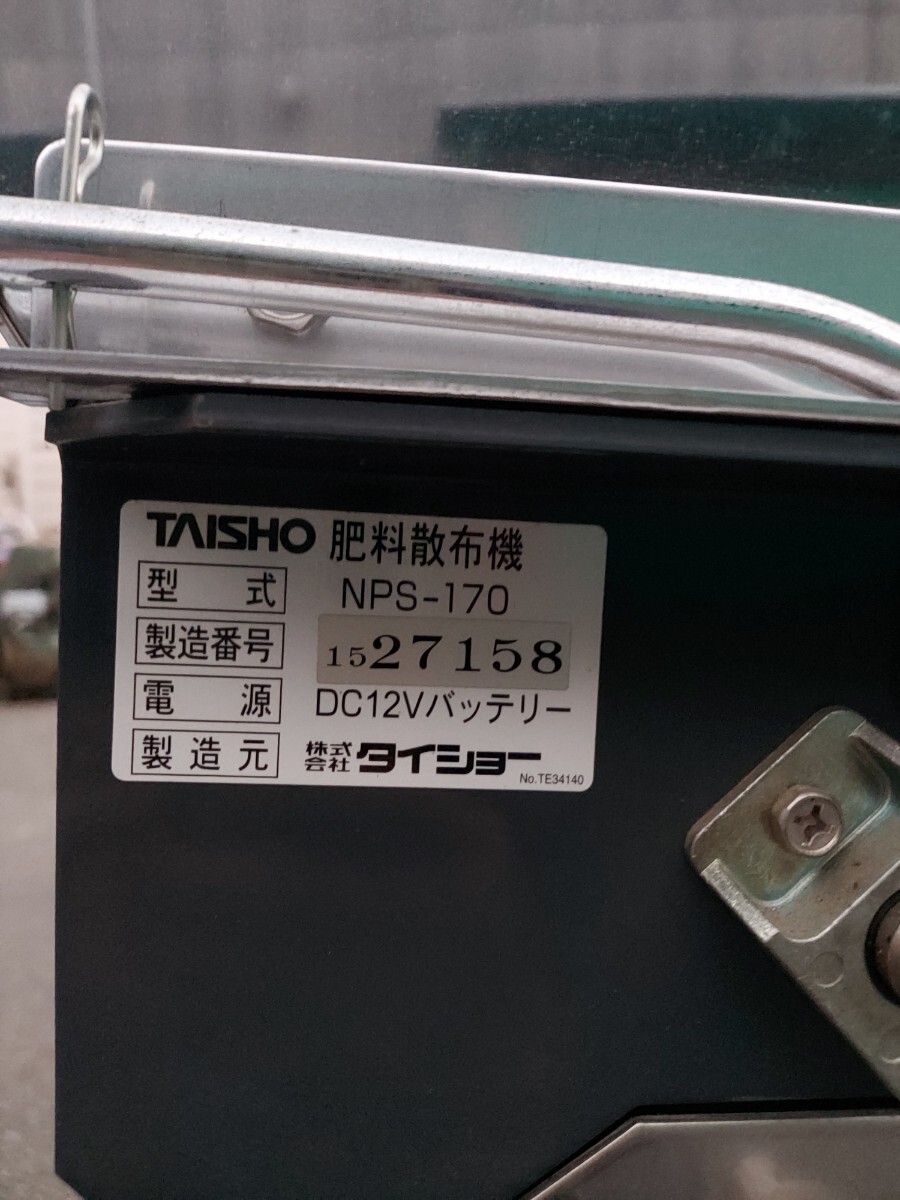 TAISHO 肥料散布機
型式 NPS-170
製造番号 1527158
電源 DC12Vバッテリー
製造元 株式会社 タイショー
No.TE34140